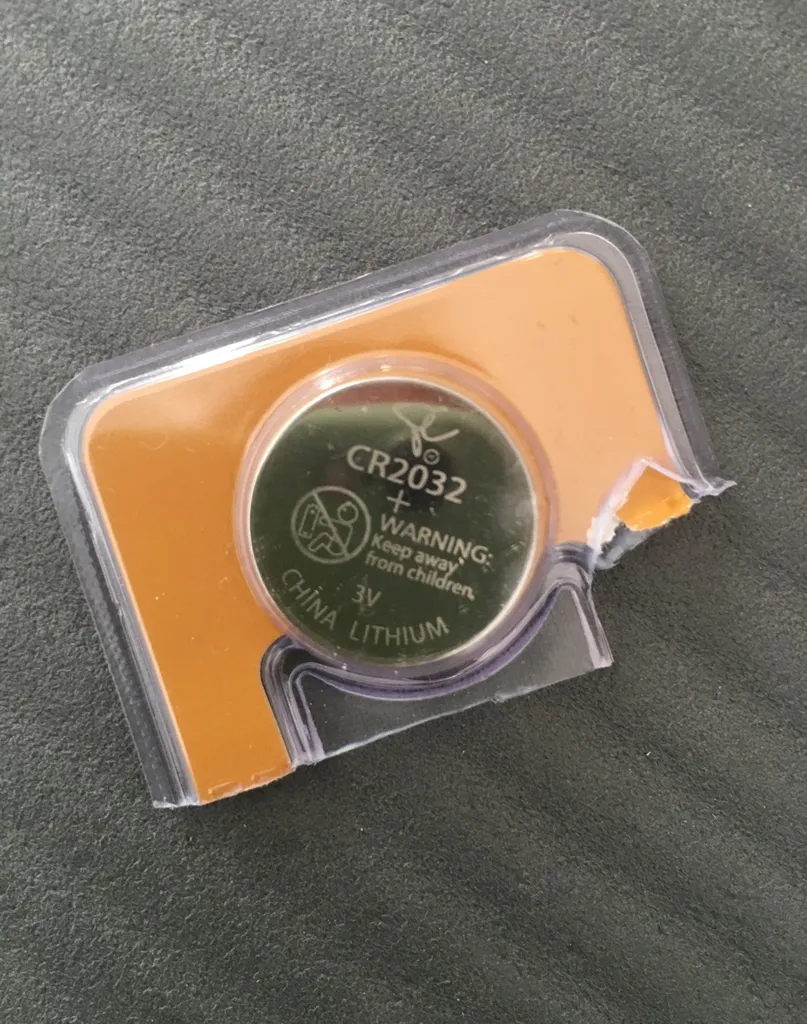 CR2032
+
WARNING:
Keep away
from children.
3V
CHINA LITHIUM